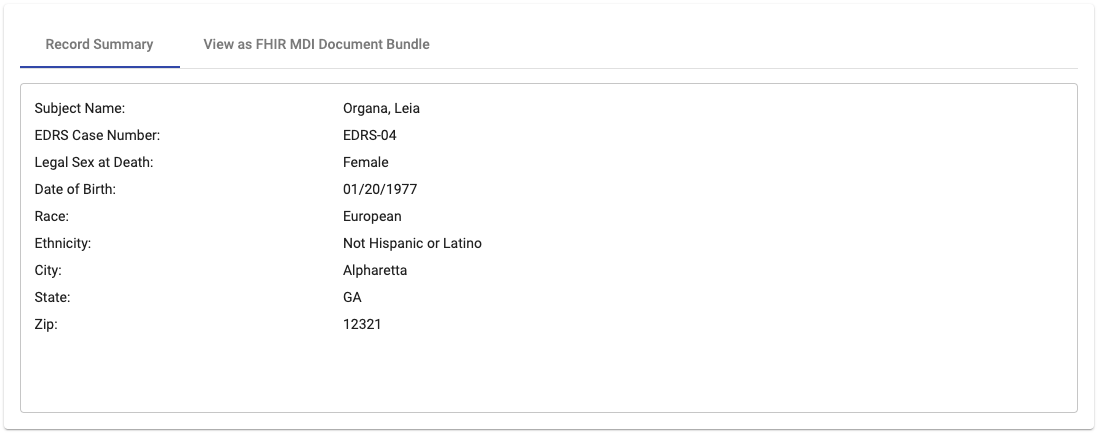 Record Summary View as FHIR MDI Document Bundle
Subject Name: Organa, Leia
EDRS Case Number: EDRS-04
Legal Sex at Death: Female
Date of Birth: 01/20/1977
Race: European
Ethnicity: Not Hispanic or Latino
City: Alpharetta
State: GA
Zip: 12321